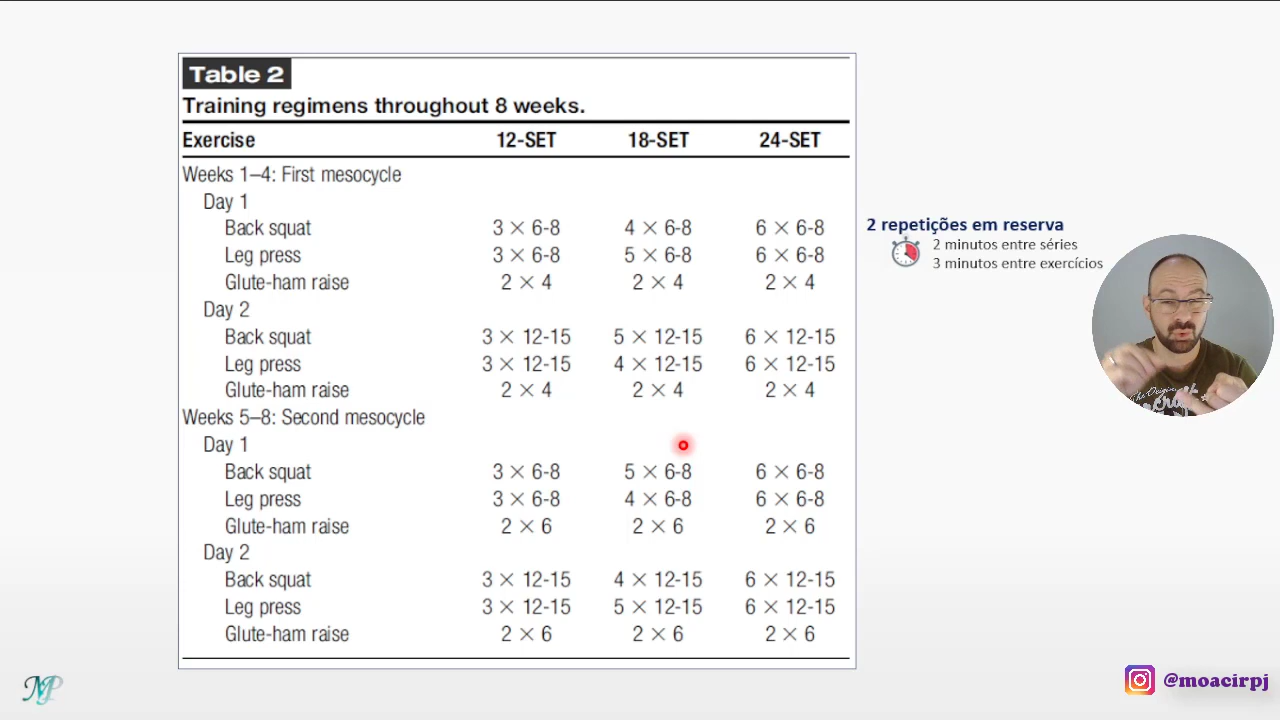 Table 2
Training regimens throughout 8 weeks.
Exercise 12-SET 18-SET 24-SET
Weeks 1–4: First mesocycle
Day 1
Back squat 3 × 6-8 4 × 6-8 6 × 6-8
Leg press 3 × 6-8 5 × 6-8 6 × 6-8
Glute-ham raise 2 × 4 2 × 4 2 × 4
Day 2
Back squat 3 × 12-15 5 × 12-15 6 × 12-15
Leg press 3 × 12-15 4 × 12-15 6 × 12-15
Glute-ham raise 2 × 4 2 × 4 2 × 4
Weeks 5–8: Second mesocycle
Day 1
Back squat 3 × 6-8 5 × 6-8 6 × 6-8
Leg press 3 × 6-8 4 × 6-8 6 × 6-8
Glute-ham raise 2 × 6 2 × 6 2 × 6
Day 2
Back squat 3 × 12-15 4 × 12-15 6 × 12-15
Leg press 3 × 12-15 5 × 12-15 6 × 12-15
Glute-ham raise 2 × 6 2 × 6 2 × 6
2 repetições em reserva
2 minutos entre séries
3 minutos entre exercícios
The Original
MP
@moacirpj